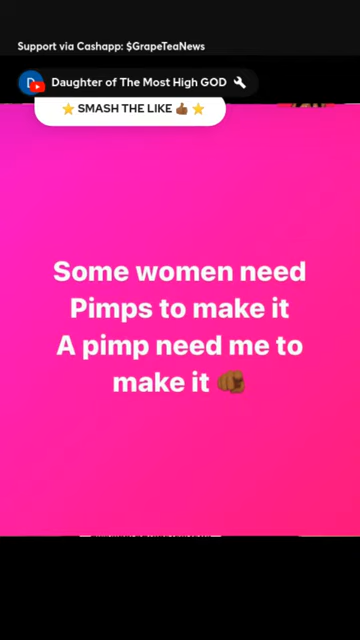 Support via Cashapp: $GrapeTeaNews
D Daughter of The Most High GOD 🔧
⭐ SMASH THE LIKE 👍🏾 ⭐
Some women need
Pimps to make it
A pimp need me to
make it 🫵🏾